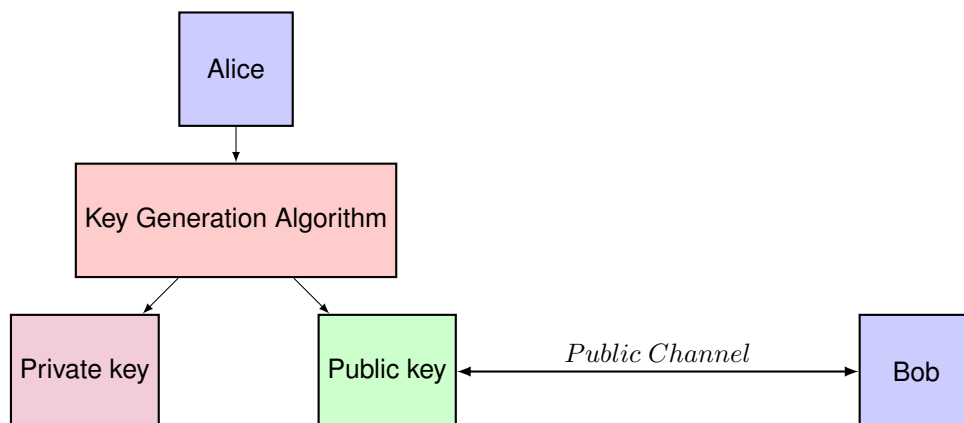 Alice
Key Generation Algorithm
Private key
Public key
Public Channel
Bob